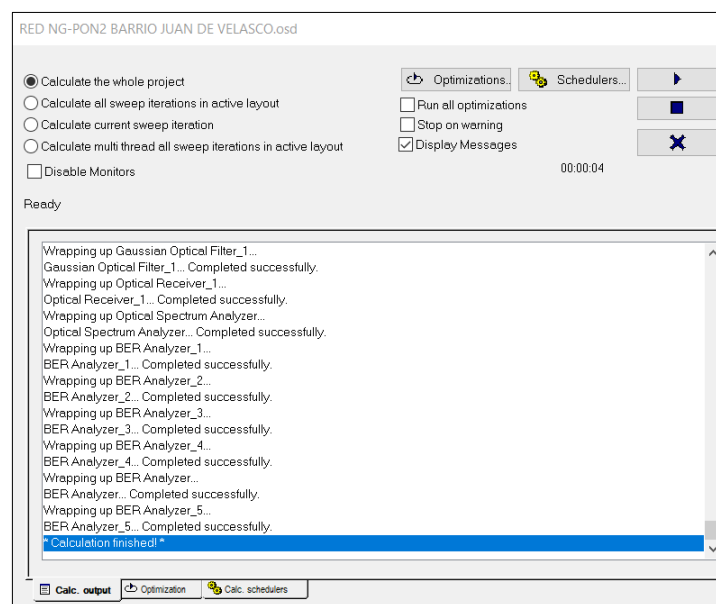 RED NG-PON2 BARRIO JUAN DE VELASCO.osd
Calculate the whole project
Calculate all sweep iterations in active layout
Calculate current sweep iteration
Calculate multi thread all sweep iterations in active layout
Disable Monitors
Optimizations..
Schedulers...
Run all optimizations
Stop on warning
Display Messages
00:00:04
Ready
Wrapping up Gaussian Optical Filter_1...
Gaussian Optical Filter_1... Completed successfully.
Wrapping up Optical Receiver_1...
Optical Receiver_1... Completed successfully.
Wrapping up Optical Spectrum Analyzer...
Optical Spectrum Analyzer... Completed successfully.
Wrapping up BER Analyzer_1...
BER Analyzer_1... Completed successfully.
Wrapping up BER Analyzer_2...
BER Analyzer_2... Completed successfully.
Wrapping up BER Analyzer_3...
BER Analyzer_3... Completed successfully.
Wrapping up BER Analyzer_4...
BER Analyzer_4... Completed successfully.
Wrapping up BER Analyzer...
BER Analyzer... Completed successfully.
Wrapping up BER Analyzer_5...
BER Analyzer_5... Completed successfully.
* Calculation finished! *
Calc. output
Optimization
Calc. schedulers